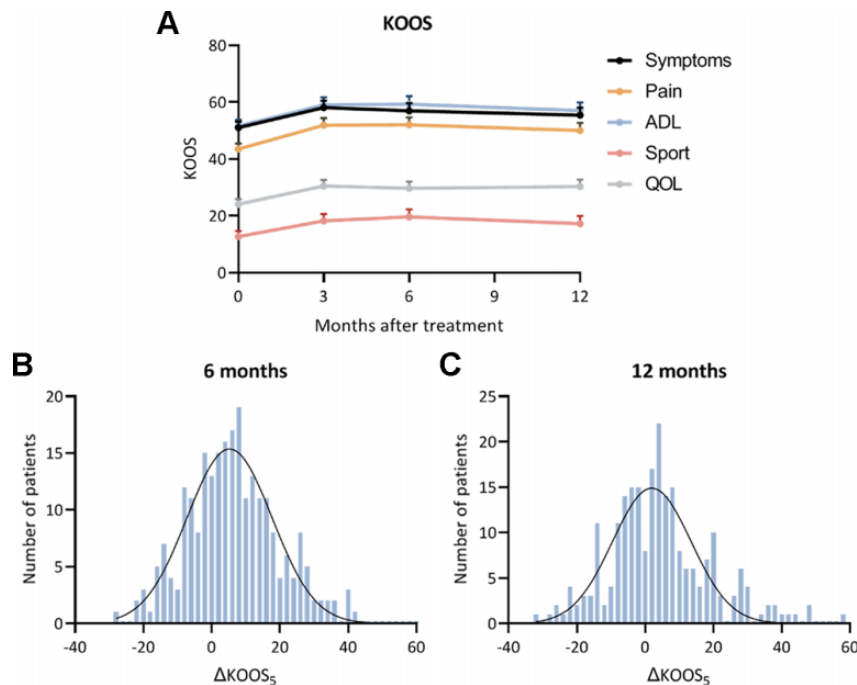 A
KOOS
80
60
40
20
0
KOOS
0 3 6 9 12
Months after treatment
Symptoms
Pain
ADL
Sport
QOL
B
6 months
20
15
10
5
0
Number of patients
-40 -20 0 20 40 60
ΔKOOS₅
C
12 months
25
20
15
10
5
0
Number of patients
-40 -20 0 20 40 60
ΔKOOS₅